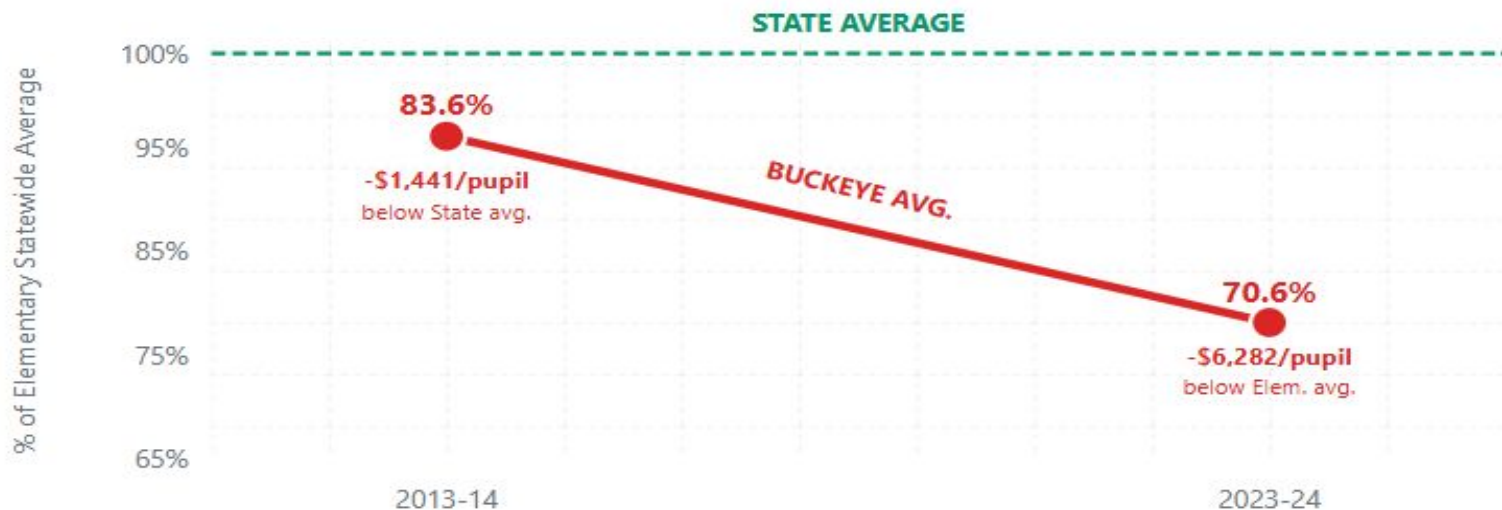 STATE AVERAGE
% of Elementary Statewide Average
100%
95%
85%
75%
65%
83.6%
-$1,441/pupil
below State avg.
BUCKEYE AVG.
70.6%
-$6,282/pupil
below Elem. avg.
2013-14
2023-24